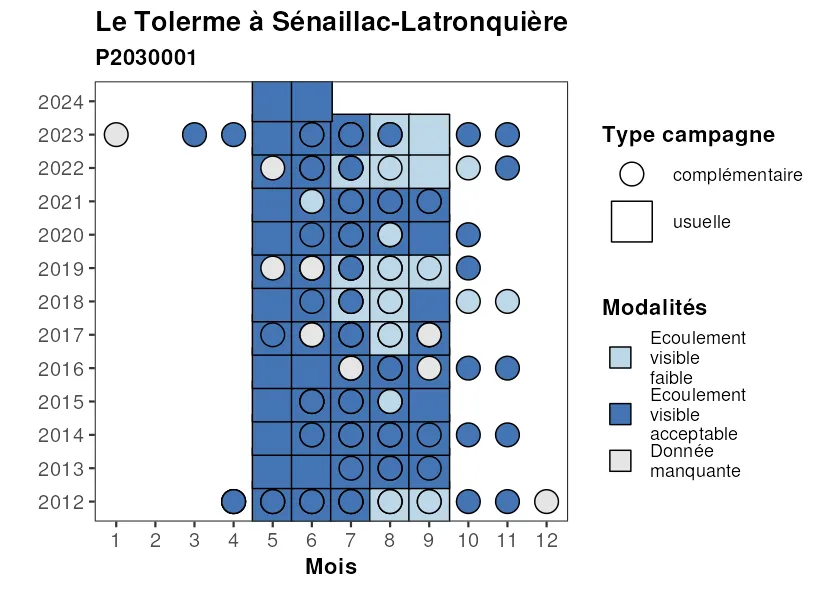 Le Tolerme à Sénaillac-Latronquière
P2030001
2024
2023
2022
2021
2020
2019
2018
2017
2016
2015
2014
2013
2012
1 2 3 4 5 6 7 8 9 10 11 12
Mois
Type campagne
complémentaire
usuelle
Modalités
Ecoulement
visible
faible
Ecoulement
visible
acceptable
Donnée
manquante